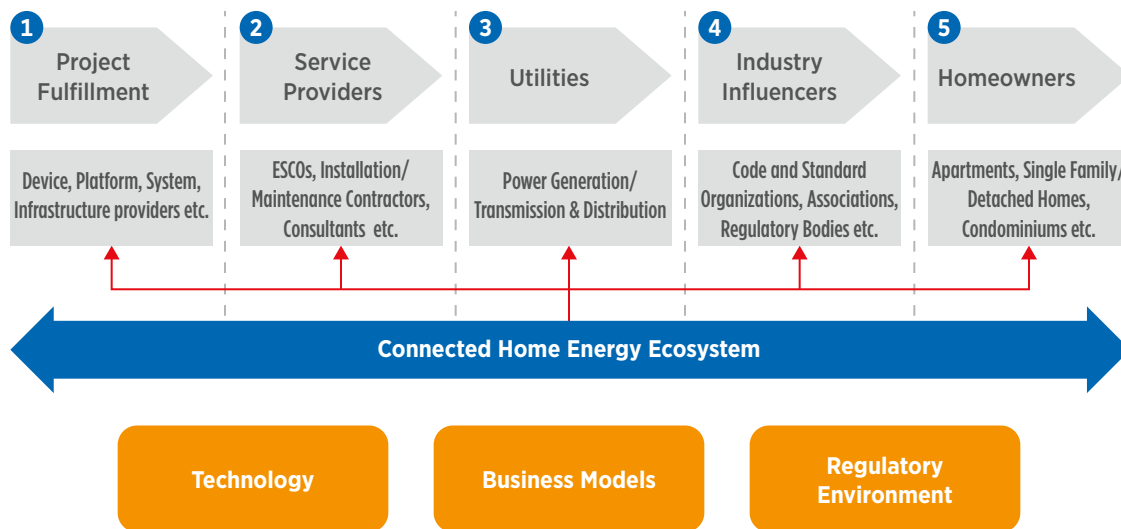 1
Project
Fulfillment
2
Service
Providers
3
Utilities
4
Industry
Influencers
5
Homeowners
Device, Platform, System,
Infrastructure providers etc.
ESCOs, Installation/
Maintenance Contractors,
Consultants etc.
Power Generation/
Transmission & Distribution
Code and Standard
Organizations, Associations,
Regulatory Bodies etc.
Apartments, Single Family/
Detached Homes,
Condominiums etc.
Connected Home Energy Ecosystem
Technology
Business Models
Regulatory
Environment